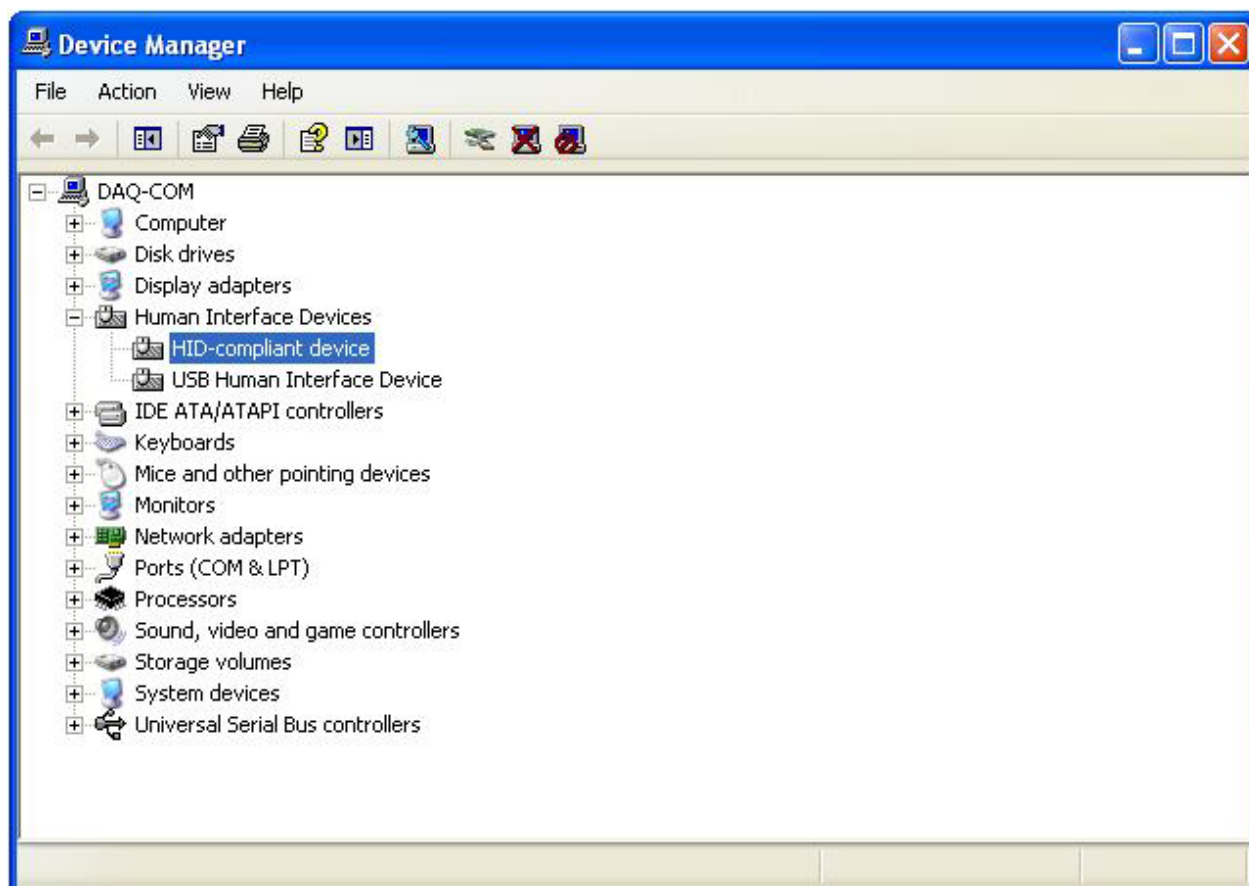 Device Manager
File Action View Help
DAQ-COM
Computer
Disk drives
Display adapters
Human Interface Devices
HID-compliant device
USB Human Interface Device
IDE ATA/ATAPI controllers
Keyboards
Mice and other pointing devices
Monitors
Network adapters
Ports (COM & LPT)
Processors
Sound, video and game controllers
Storage volumes
System devices
Universal Serial Bus controllers